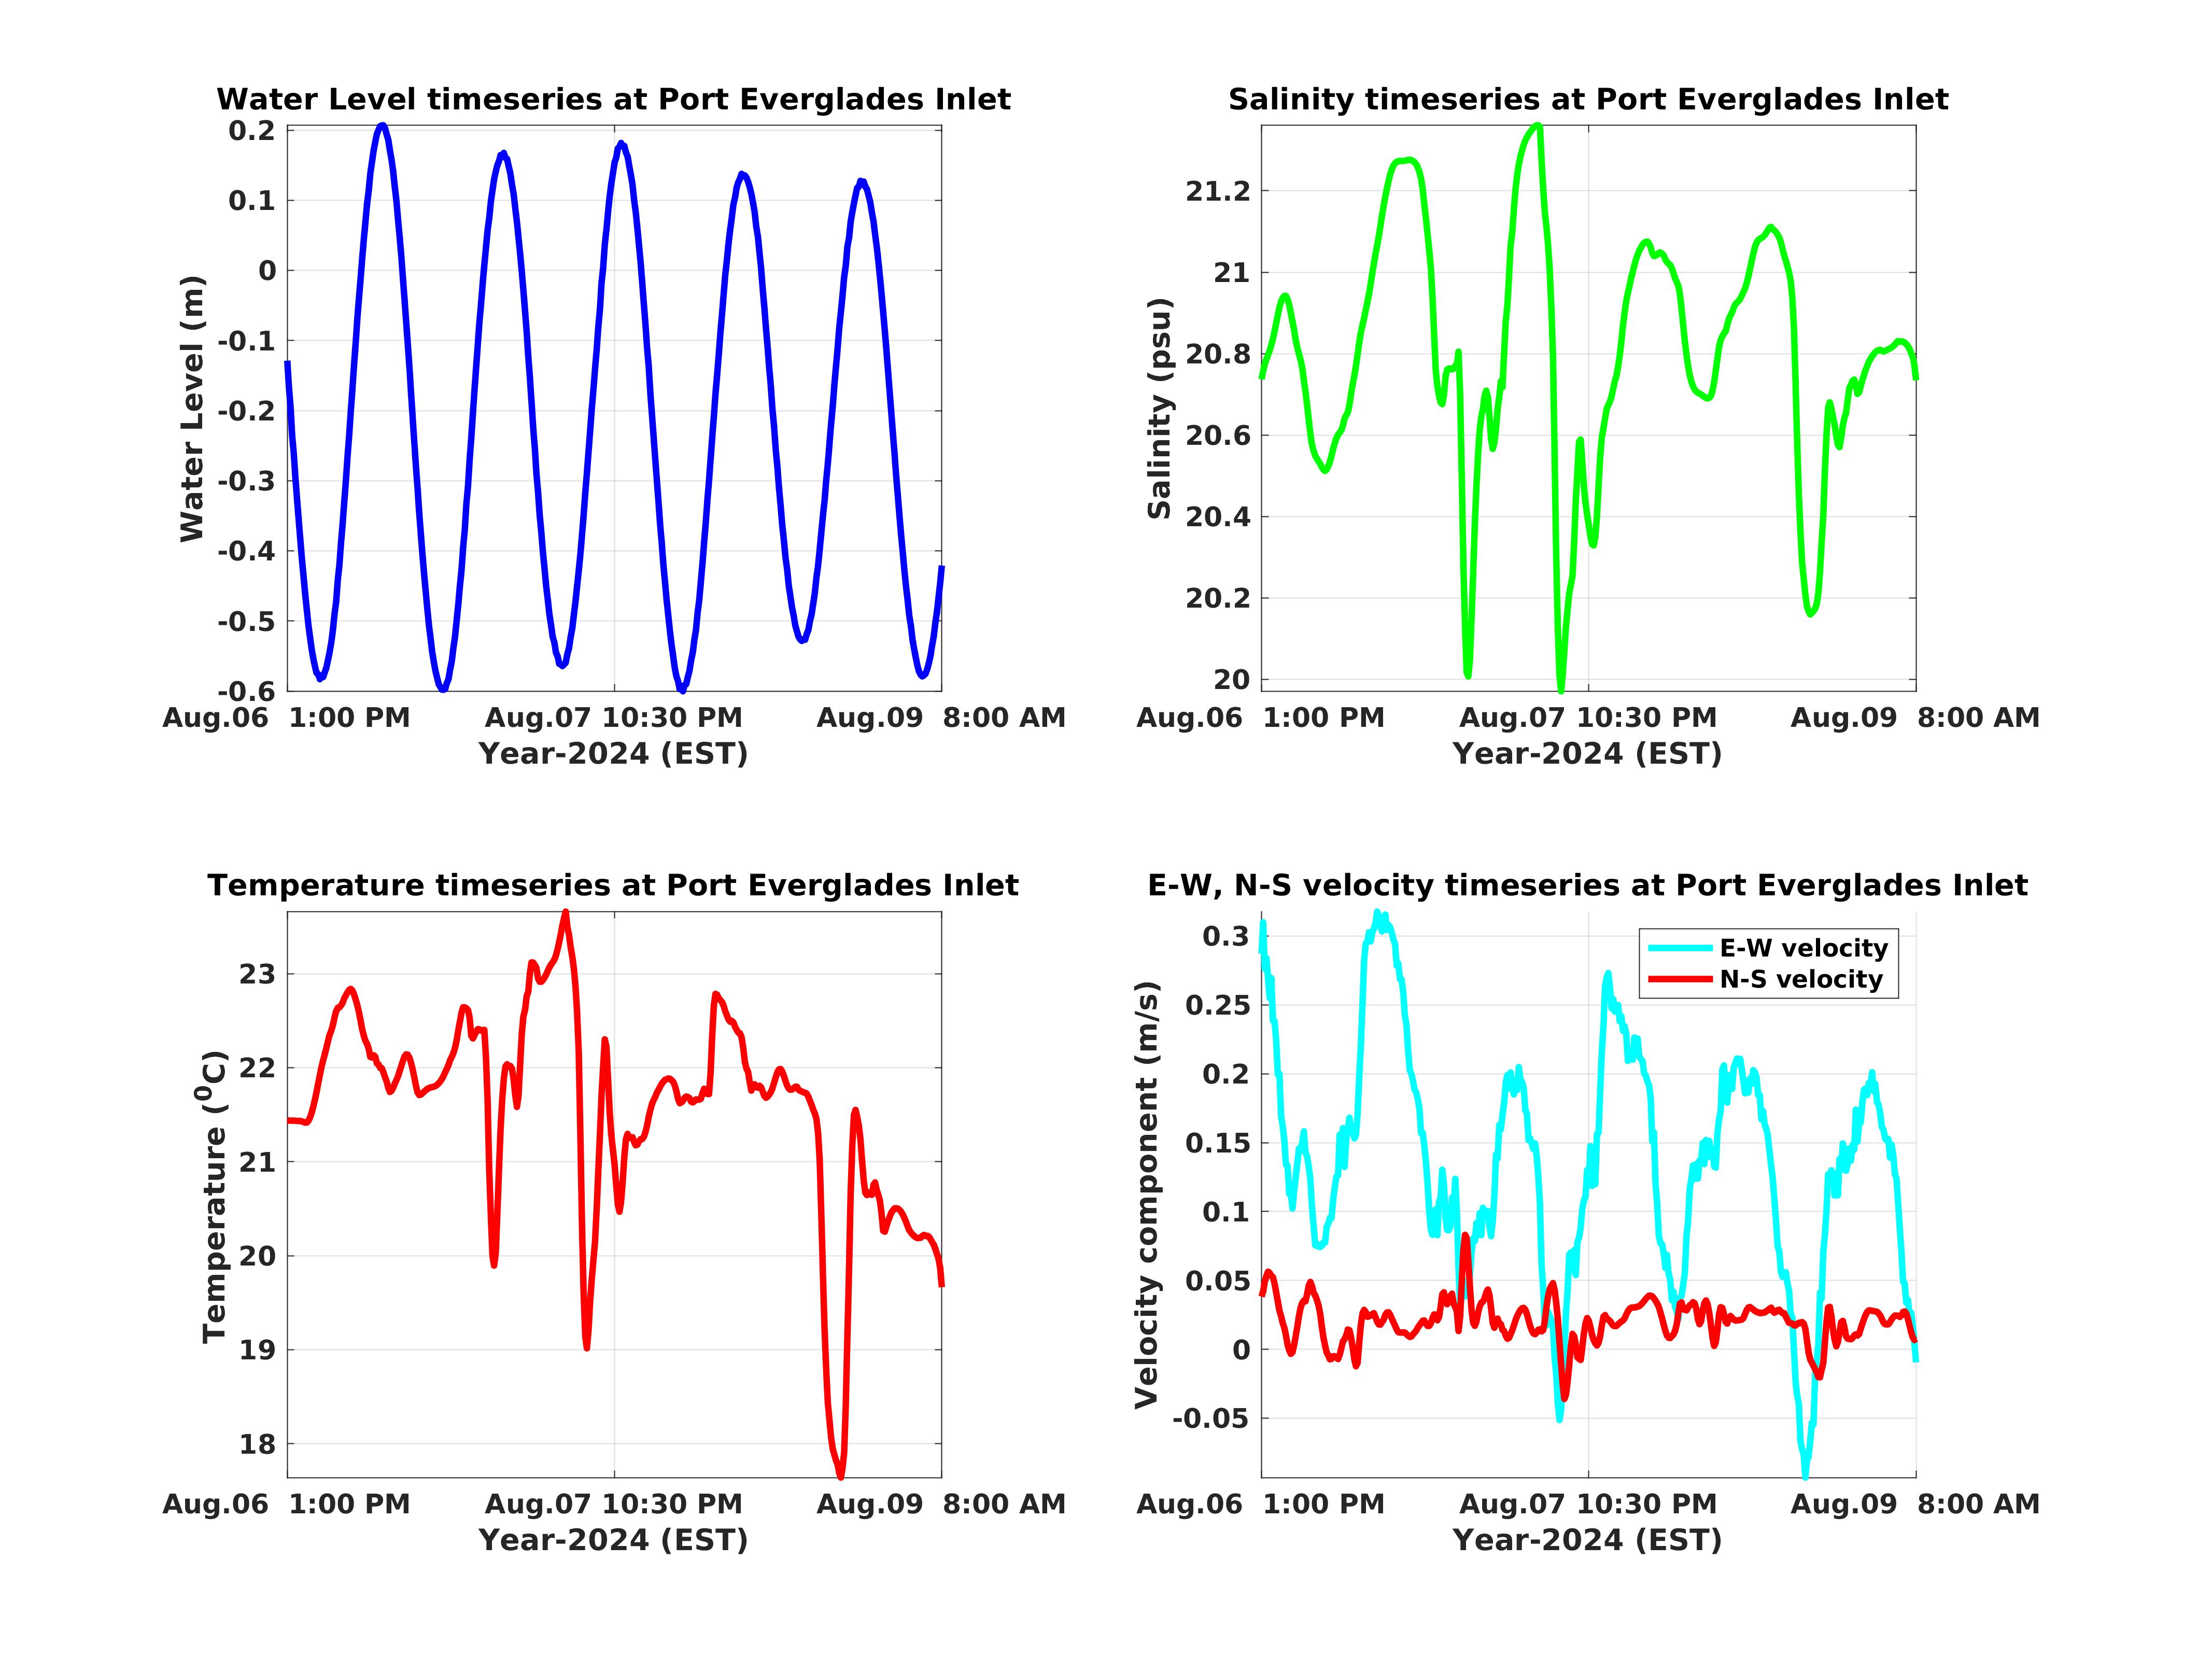 Water Level timeseries at Port Everglades Inlet
0.2
0.1
0
-0.1
-0.2
-0.3
-0.4
-0.5
-0.6
Water Level (m)
Aug.06 1:00 PM Aug.07 10:30 PM Aug.09 8:00 AM
Year-2024 (EST)
Salinity timeseries at Port Everglades Inlet
21.2
21
20.8
20.6
20.4
20.2
20
Salinity (psu)
Aug.06 1:00 PM Aug.07 10:30 PM Aug.09 8:00 AM
Year-2024 (EST)
Temperature timeseries at Port Everglades Inlet
23
22
21
20
19
18
Temperature (⁰C)
Aug.06 1:00 PM Aug.07 10:30 PM Aug.09 8:00 AM
Year-2024 (EST)
E-W, N-S velocity timeseries at Port Everglades Inlet
0.3
0.25
0.2
0.15
0.1
0.05
0
-0.05
Velocity component (m/s)
E-W velocity
N-S velocity
Aug.06 1:00 PM Aug.07 10:30 PM Aug.09 8:00 AM
Year-2024 (EST)